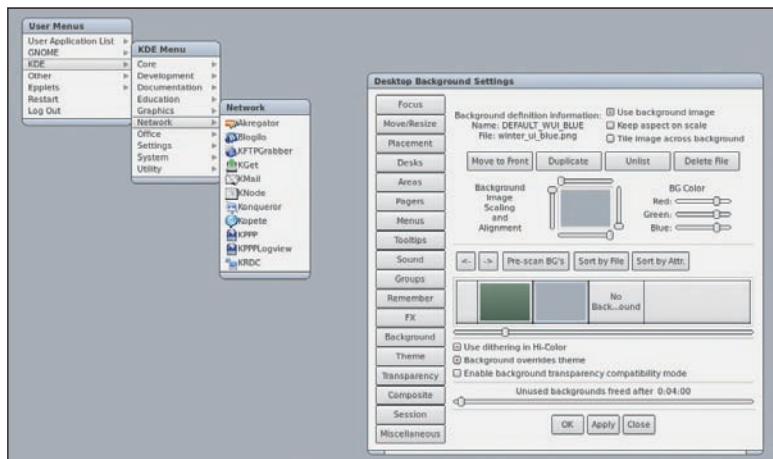 User Menus
User Application List
GNOME
KDE
Other
Epplets
Restart
Log Out
KDE Menu
Core
Development
Documentation
Education
Graphics
Network
Office
Settings
System
Utility
Network
Akregator
Blogilo
KFTPGrabber
KGet
KMail
KNode
Konqueror
Kopete
KPPP
KPPPLogview
KRDC
Desktop Background Settings
Focus
Move/Resize
Placement
Desks
Areas
Pagers
Menus
Tooltips
Sound
Groups
Remember
FX
Background
Theme
Transparency
Composite
Session
Miscellaneous
Background definition information:
Name: DEFAULT_WUI_BLUE
File: winter_ui_blue.png
Use background image
Keep aspect on scale
Tile image across background
Move to Front Duplicate Unlist Delete File
Background
Image
Scaling
and
Alignment
BG Color
Red:
Green:
Blue:
<- -> Pre-scan BG's Sort by File Sort by Attr.
No
Back...ound
Use dithering in Hi-Color
Background overrides theme
Enable background transparency compatibility mode
Unused backgrounds freed after 0:04:00
OK Apply Close